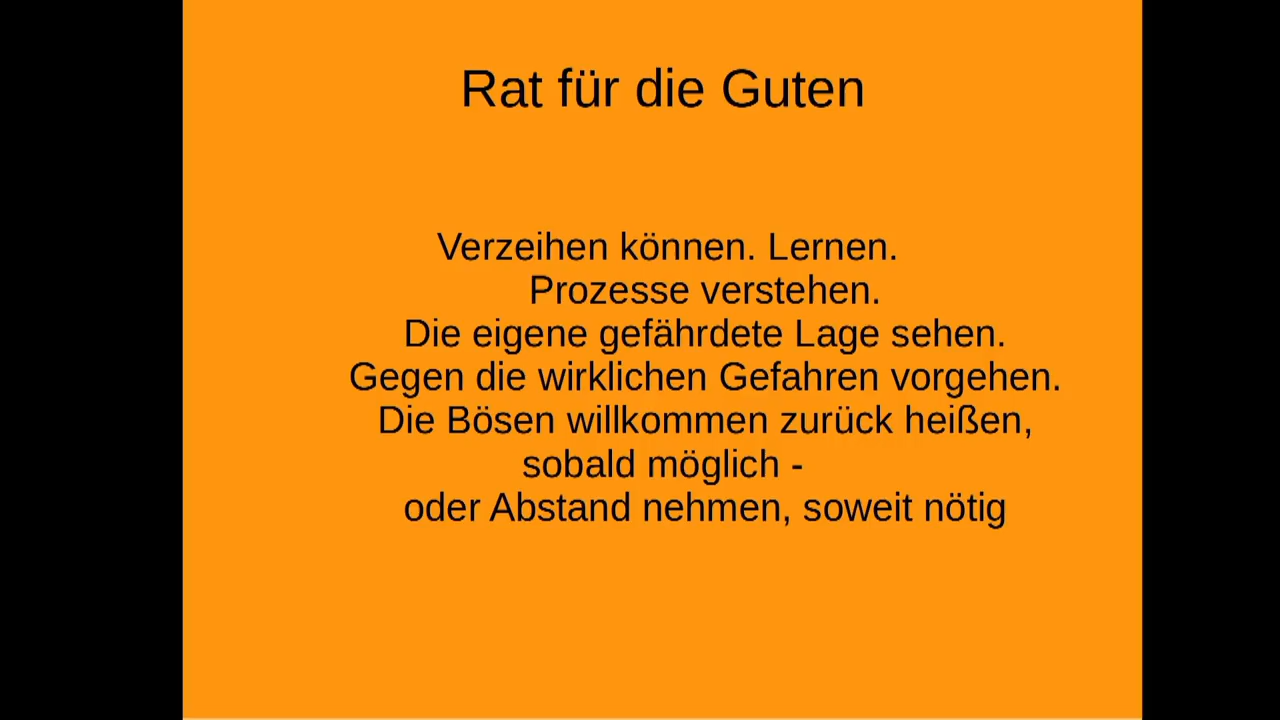 Rat für die Guten
Verzeihen können. Lernen.
Prozesse verstehen.
Die eigene gefährdete Lage sehen.
Gegen die wirklichen Gefahren vorgehen.
Die Bösen willkommen zurück heißen,
sobald möglich -
oder Abstand nehmen, soweit nötig